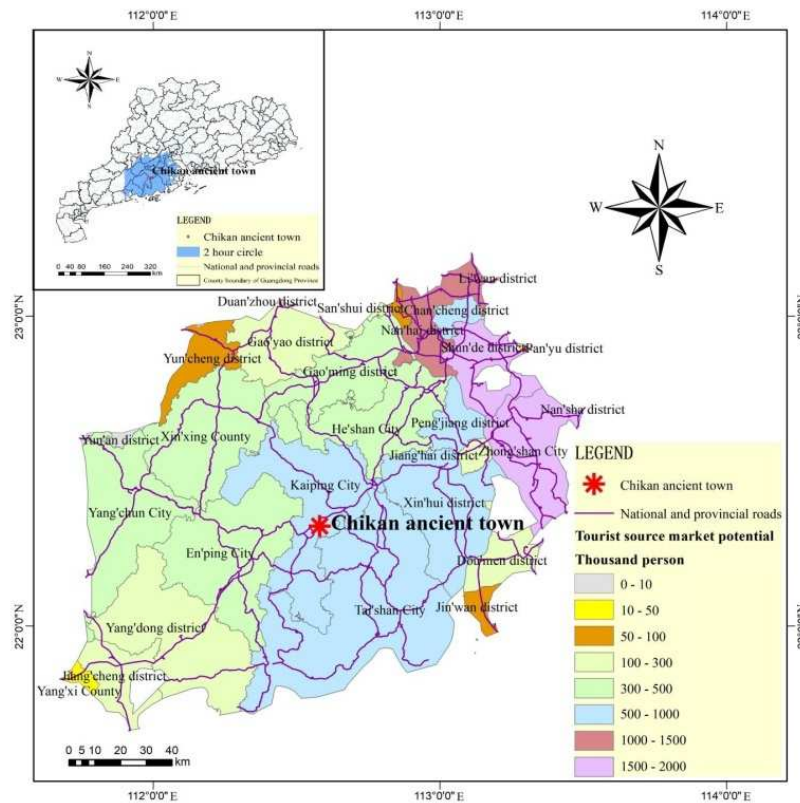 112°0'0" E
113°0'0" E
114°0'0" E
N
W
E
S
Chikan ancient town
LEGEND
Chikan ancient town
2 hour circle
National and provincial roads
County boundary of Guangdong Province
0 40 80 160 240 320
km
N
W
E
S
23°0'0"N
Li'wan district
Duan'zhou district
San'shui district
Chan'cheng district
Nan'hai district
Yun'cheng district
Gao'yao district
Shun'de district
Pan'yu district
Gao'ming district
Nan'sha district
He'shan City
Peng'jiang district
Yun'an district
Xin'xing County
Jiang'hai district
Zhong'shan City
Kaiping City
Yang'chun City
Xin'hui district
Chikan ancient town
En'ping City
Dou'men district
Tai'shan City
Jin'wan district
22°0'0"N
Yang'dong district
Jiang'cheng district
Yang'xi County
0 5 10 20 30 40
km
LEGEND
Chikan ancient town
National and provincial roads
Tourist source market potential
Thousand person
0 - 10
10 - 50
50 - 100
100 - 300
300 - 500
500 - 1000
1000 - 1500
1500 - 2000
112°0'0"E
113°0'0"E
114°0'0"E